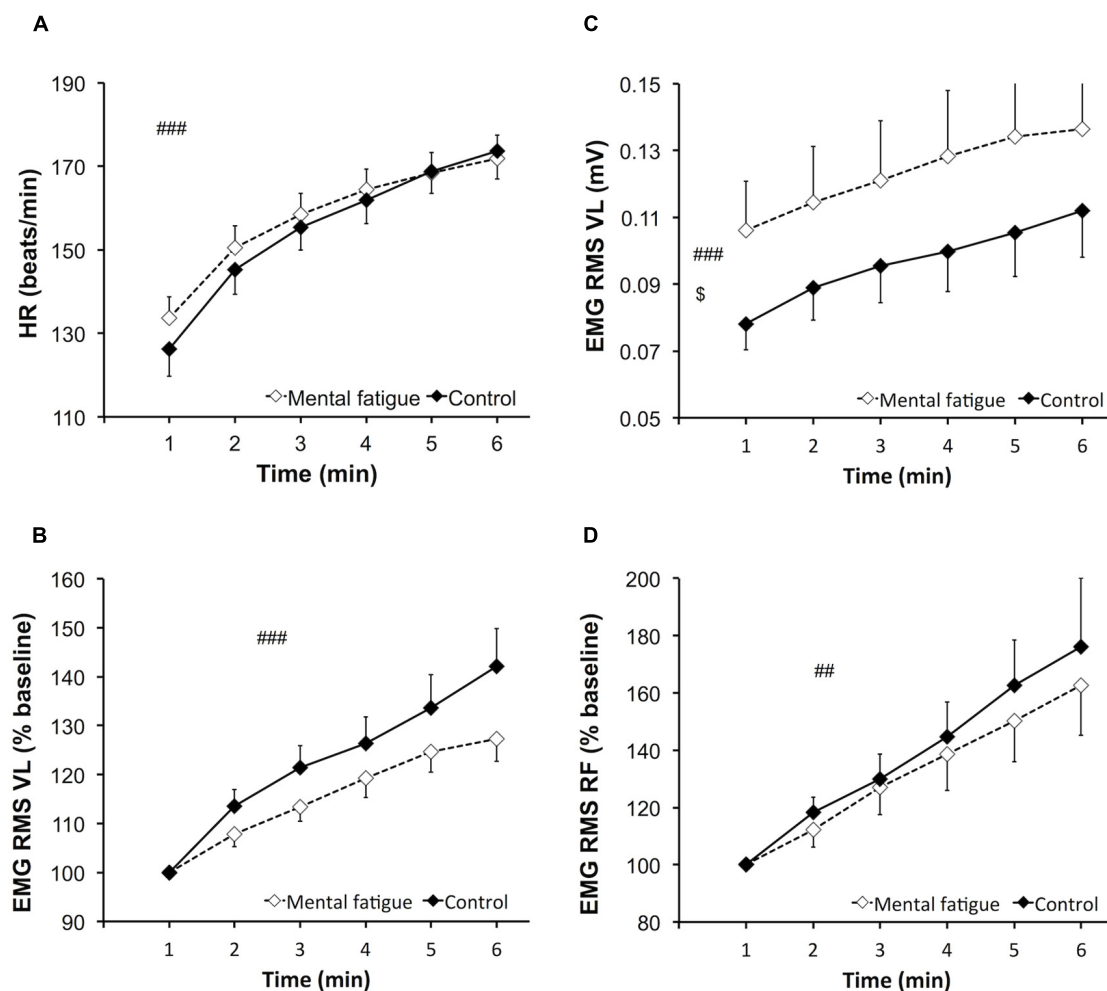 A
HR (beats/min)
190
170
150
130
110
###
Mental fatigue Control
1 2 3 4 5 6
Time (min)
C
EMG RMS VL (mV)
0.15
0.13
0.11
0.09
0.07
0.05
###
$
Mental fatigue Control
1 2 3 4 5 6
Time (min)
B
EMG RMS VL (% baseline)
160
150
140
130
120
110
100
90
###
Mental fatigue Control
1 2 3 4 5 6
Time (min)
D
EMG RMS RF (% baseline)
200
180
160
140
120
100
80
##
Mental fatigue Control
1 2 3 4 5 6
Time (min)